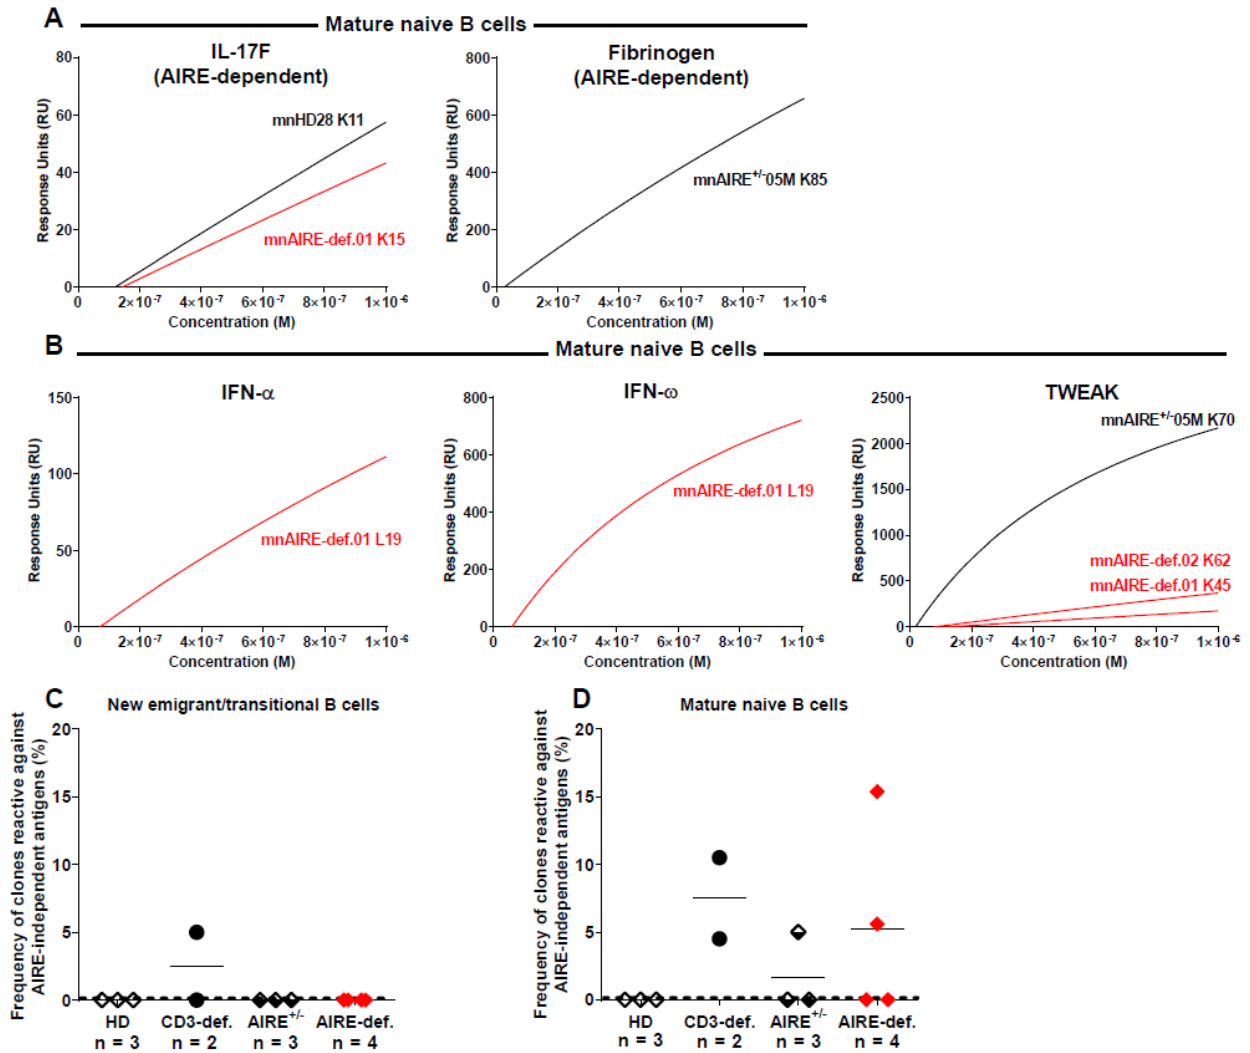 A
Mature naive B cells
IL-17F
(AIRE-dependent)
Response Units (RU)
80
60
40
20
0
mnHD28 K11
mnAIRE-def.01 K15
0 2×10⁻⁷ 4×10⁻⁷ 6×10⁻⁷ 8×10⁻⁷ 1×10⁻⁶
Concentration (M)
Fibrinogen
(AIRE-dependent)
Response Units (RU)
800
600
400
200
0
mnAIRE⁺/⁻05M K85
0 2×10⁻⁷ 4×10⁻⁷ 6×10⁻⁷ 8×10⁻⁷ 1×10⁻⁶
Concentration (M)
B
Mature naive B cells
IFN-α
Response Units (RU)
150
100
50
0
mnAIRE-def.01 L19
0 2×10⁻⁷ 4×10⁻⁷ 6×10⁻⁷ 8×10⁻⁷ 1×10⁻⁶
Concentration (M)
IFN-ω
Response Units (RU)
800
600
400
200
0
mnAIRE-def.01 L19
0 2×10⁻⁷ 4×10⁻⁷ 6×10⁻⁷ 8×10⁻⁷ 1×10⁻⁶
Concentration (M)
TWEAK
Response Units (RU)
2500
2000
1500
1000
500
0
mnAIRE⁺/⁻05M K70
mnAIRE-def.02 K62
mnAIRE-def.01 K45
0 2×10⁻⁷ 4×10⁻⁷ 6×10⁻⁷ 8×10⁻⁷ 1×10⁻⁶
Concentration (M)
C
New emigrant/transitional B cells
Frequency of clones reactive against
AIRE-independent antigens (%)
20
15
10
5
0
HD CD3-def. AIRE⁺/⁻ AIRE-def.
n = 3 n = 2 n = 3 n = 4
D
Mature naive B cells
Frequency of clones reactive against
AIRE-independent antigens (%)
20
15
10
5
0
HD CD3-def. AIRE⁺/⁻ AIRE-def.
n = 3 n = 2 n = 3 n = 4